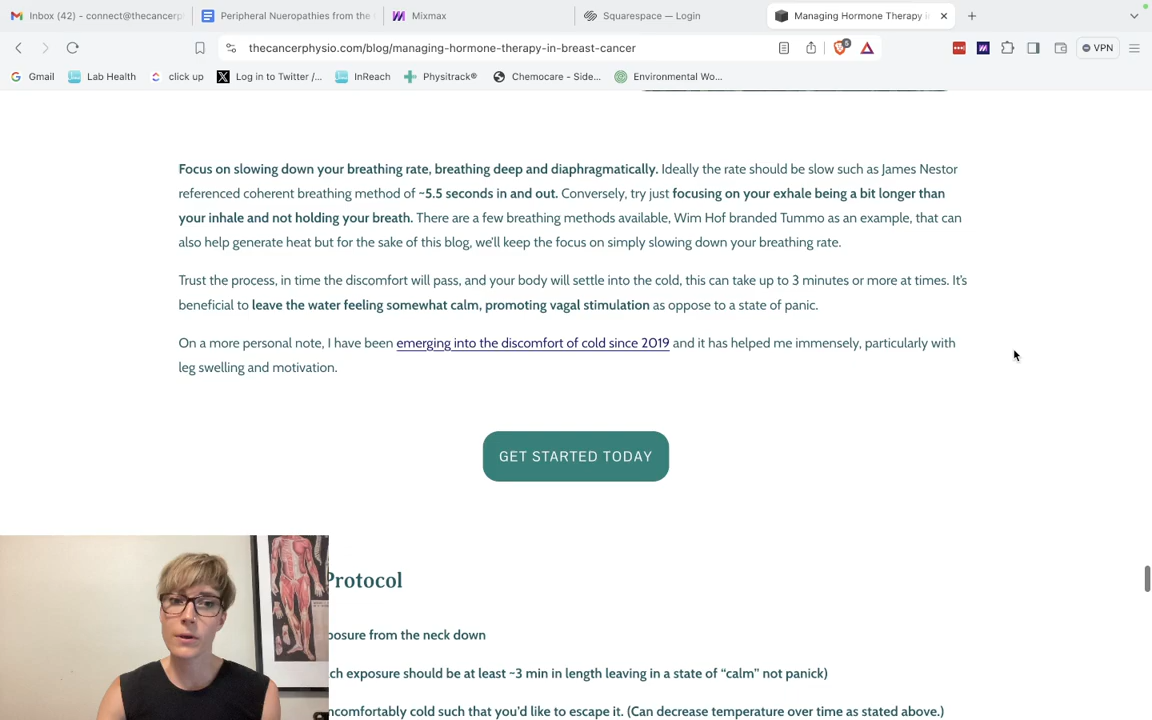 Inbox (42) - connect@thecancerp
Peripheral Nueropathies from the
Mixmax
Squarespace — Login
Managing Hormone Therapy i
thecancerphysio.com/blog/managing-hormone-therapy-in-breast-cancer
6
VPN
Gmail
Lab Health
click up
Log in to Twitter /...
InReach
Physitrack®
Chemocare - Side...
Environmental Wo...
Focus on slowing down your breathing rate, breathing deep and diaphragmatically. Ideally the rate should be slow such as James Nestor
referenced coherent breathing method of ~5.5 seconds in and out. Conversely, try just focusing on your exhale being a bit longer than
your inhale and not holding your breath. There are a few breathing methods available, Wim Hof branded Tummo as an example, that can
also help generate heat but for the sake of this blog, we'll keep the focus on simply slowing down your breathing rate.
Trust the process, in time the discomfort will pass, and your body will settle into the cold, this can take up to 3 minutes or more at times. It's
beneficial to leave the water feeling somewhat calm, promoting vagal stimulation as oppose to a state of panic.
On a more personal note, I have been emerging into the discomfort of cold since 2019 and it has helped me immensely, particularly with
leg swelling and motivation.
GET STARTED TODAY
Protocol
posure from the neck down
ch exposure should be at least ~3 min in length leaving in a state of “calm” not panick)
ncomfortably cold such that you'd like to escape it. (Can decrease temperature over time as stated above.)